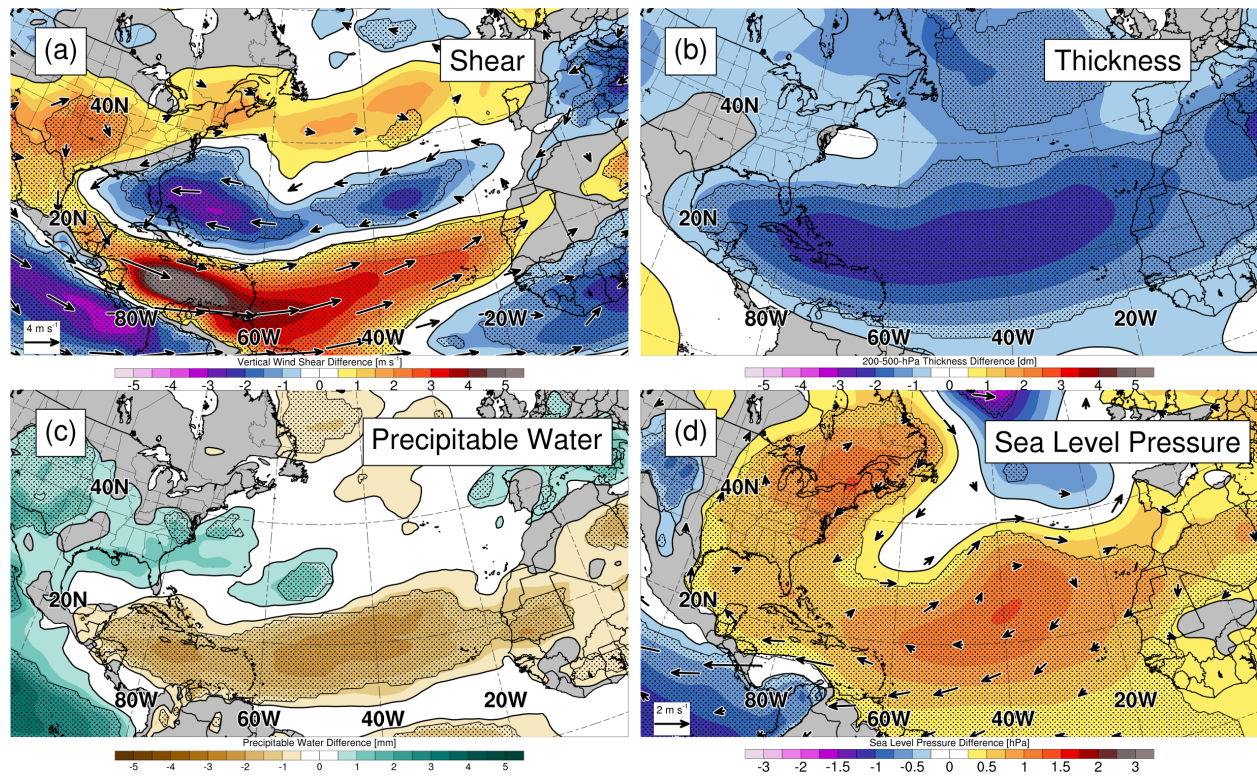 (a)
Shear
40N
20N
80W
60W
40W
20W
4 m s⁻¹
Vertical Wind Shear Difference [m s⁻¹]
-5 -4 -3 -2 -1 0 1 2 3 4 5
(b)
Thickness
40N
20N
80W
60W
40W
20W
200-500-hPa Thickness Difference [dm]
-5 -4 -3 -2 -1 0 1 2 3 4 5
(c)
Precipitable Water
40N
20N
80W
60W
40W
20W
Precipitable Water Difference [mm]
-5 -4 -3 -2 -1 0 1 2 3 4 5
(d)
Sea Level Pressure
40N
20N
80W
60W
40W
20W
2 m s⁻¹
Sea Level Pressure Difference [hPa]
-3 -2 -1.5 -1 -0.5 0 0.5 1 1.5 2 3